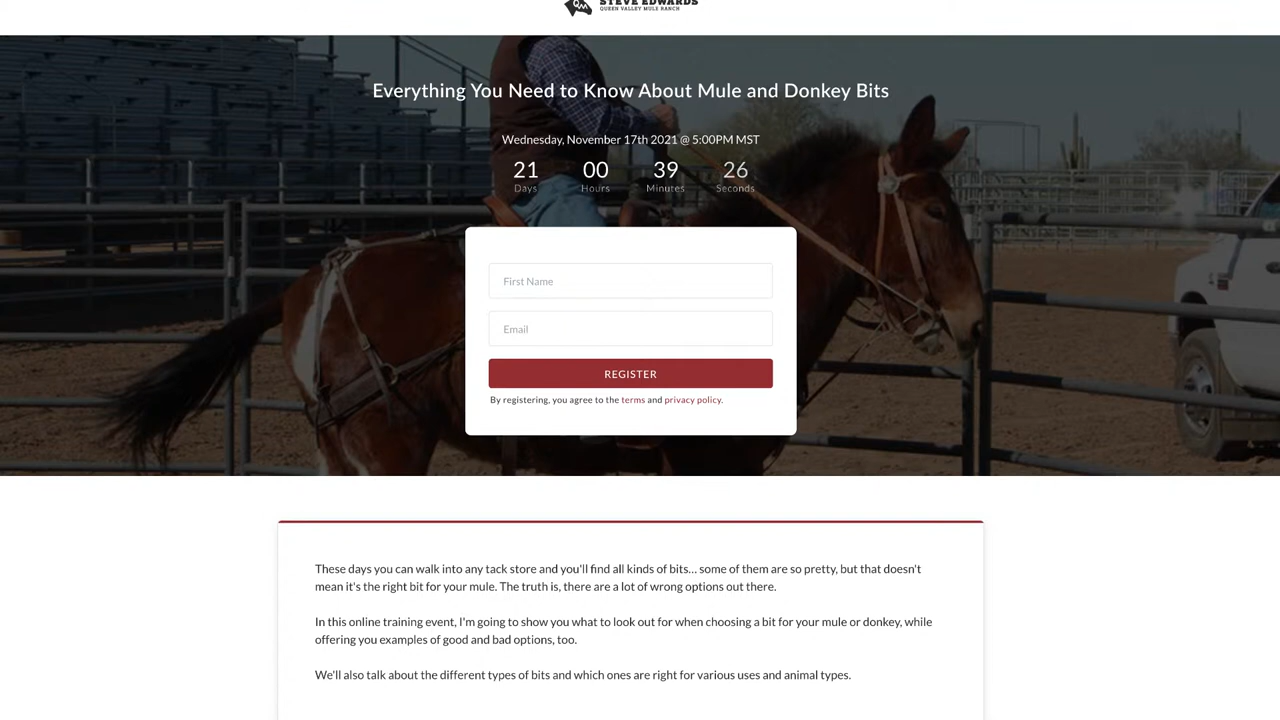 STEVE EDWARDS
QUEEN VALLEY MULE RANCH
Everything You Need to Know About Mule and Donkey Bits
Wednesday, November 17th 2021 @ 5:00PM MST
21 00 39 26
Days Hours Minutes Seconds
First Name
Email
REGISTER
By registering, you agree to the terms and privacy policy.
These days you can walk into any tack store and you'll find all kinds of bits... some of them are so pretty, but that doesn't
mean it's the right bit for your mule. The truth is, there are a lot of wrong options out there.
In this online training event, I'm going to show you what to look out for when choosing a bit for your mule or donkey, while
offering you examples of good and bad options, too.
We'll also talk about the different types of bits and which ones are right for various uses and animal types.